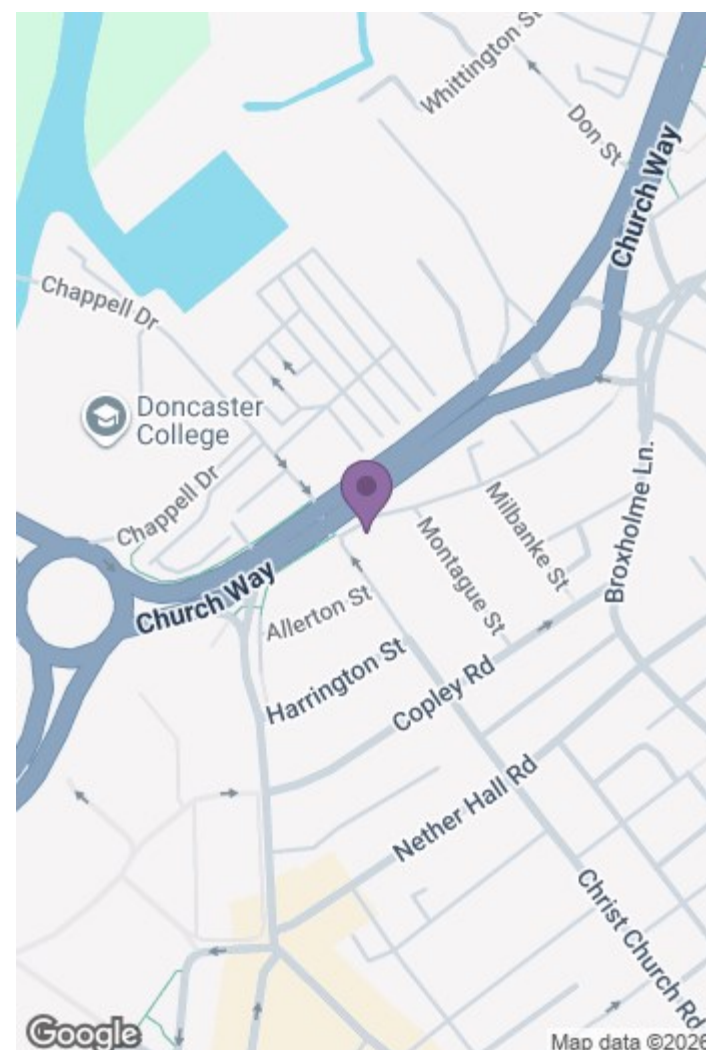 Whittington St
Don St
Church Way
Chappell Dr
Doncaster
College
Chappell Dr
Broxholme Ln.
Milbanke St
Montague St
Church Way
Allerton St
Harrington St
Copley Rd
Nether Hall Rd
Christ Church Rd
Google
Map data ©2026